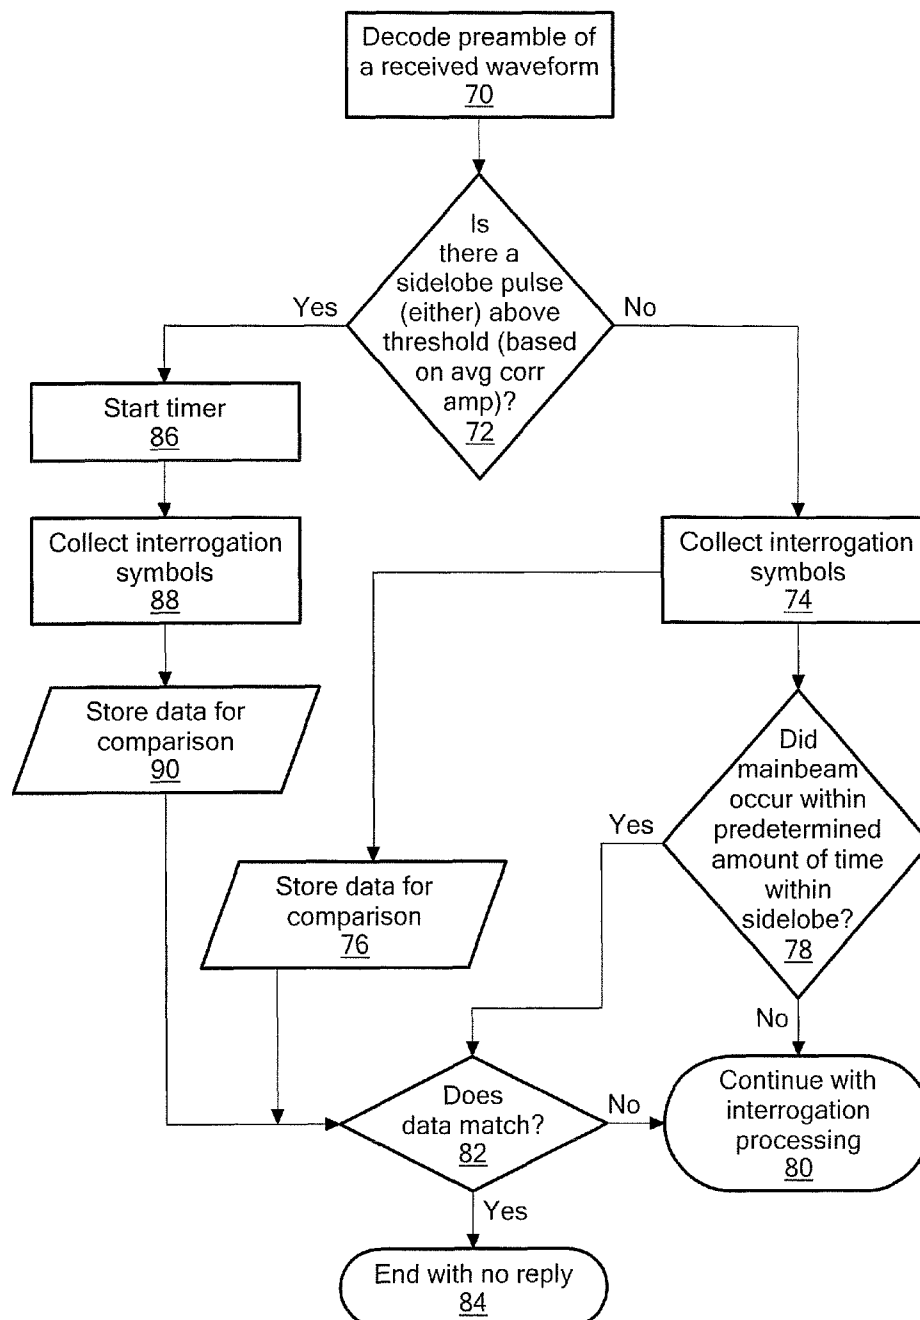 Decode preamble of
a received waveform
70
Is
there a
sidelobe pulse
(either) above
threshold (based
on avg corr
amp)?
72
Yes
No
Start timer
86
Collect interrogation
symbols
88
Collect interrogation
symbols
74
Store data for
comparison
90
Did
mainbeam
occur within
predetermined
amount of time
within
sidelobe?
78
Yes
No
Store data for
comparison
76
Does
data match?
82
No
Yes
Continue with
interrogation
processing
80
End with no reply
84